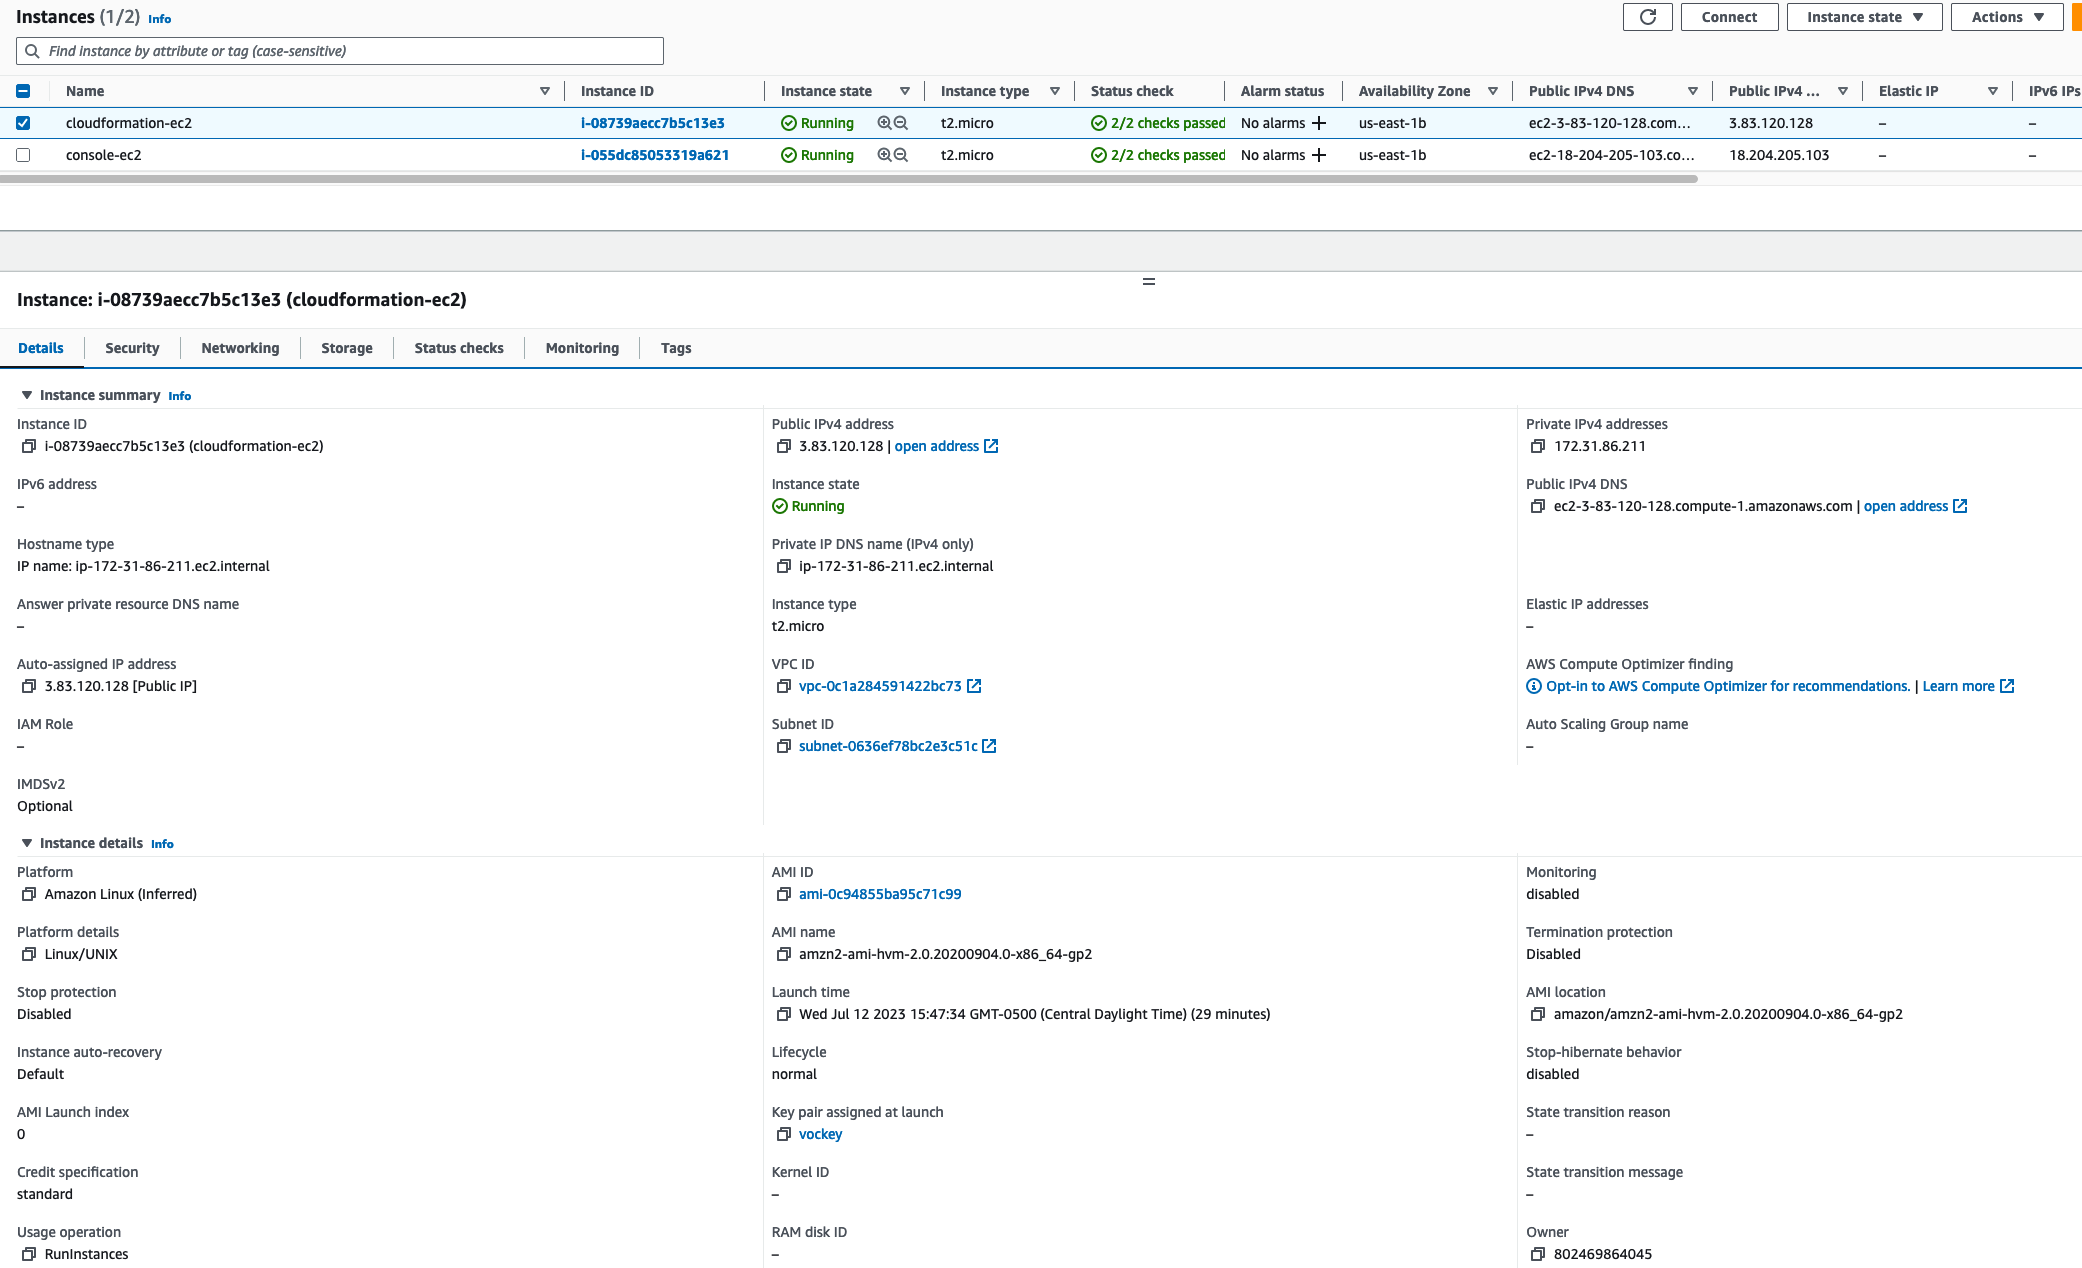 Instances (1/2) Info
Connect Instance state Actions
Find instance by attribute or tag (case-sensitive)
Name Instance ID Instance state Instance type Status check Alarm status Availability Zone Public IPv4 DNS Public IPv4 ... Elastic IP IPv6 IPs
cloudformation-ec2 i-08739aecc7b5c13e3 Running t2.micro 2/2 checks passed No alarms + us-east-1b ec2-3-83-120-128.com... 3.83.120.128 – –
console-ec2 i-055dc85053319a621 Running t2.micro 2/2 checks passed No alarms + us-east-1b ec2-18-204-205-103.co... 18.204.205.103 – –
Instance: i-08739aecc7b5c13e3 (cloudformation-ec2)
Details Security Networking Storage Status checks Monitoring Tags
Instance summary Info
Instance ID Public IPv4 address Private IPv4 addresses
i-08739aecc7b5c13e3 (cloudformation-ec2) 3.83.120.128 | open address 172.31.86.211
IPv6 address Instance state Public IPv4 DNS
– Running ec2-3-83-120-128.compute-1.amazonaws.com | open address
Hostname type Private IP DNS name (IPv4 only)
IP name: ip-172-31-86-211.ec2.internal ip-172-31-86-211.ec2.internal
Answer private resource DNS name Instance type Elastic IP addresses
– t2.micro –
Auto-assigned IP address VPC ID AWS Compute Optimizer finding
3.83.120.128 [Public IP] vpc-0c1a284591422bc73 Opt-in to AWS Compute Optimizer for recommendations. | Learn more
IAM Role Subnet ID Auto Scaling Group name
– subnet-0636ef78bc2e3c51c –
IMDSv2
Optional
Instance details Info
Platform AMI ID Monitoring
Amazon Linux (Inferred) ami-0c94855ba95c71c99 disabled
Platform details AMI name Termination protection
Linux/UNIX amzn2-ami-hvm-2.0.20200904.0-x86_64-gp2 Disabled
Stop protection Launch time AMI location
Disabled Wed Jul 12 2023 15:47:34 GMT-0500 (Central Daylight Time) (29 minutes) amazon/amzn2-ami-hvm-2.0.20200904.0-x86_64-gp2
Instance auto-recovery Lifecycle Stop-hibernate behavior
Default normal disabled
AMI Launch index Key pair assigned at launch State transition reason
0 vockey –
Credit specification Kernel ID State transition message
standard – –
Usage operation RAM disk ID Owner
RunInstances – 802469864045